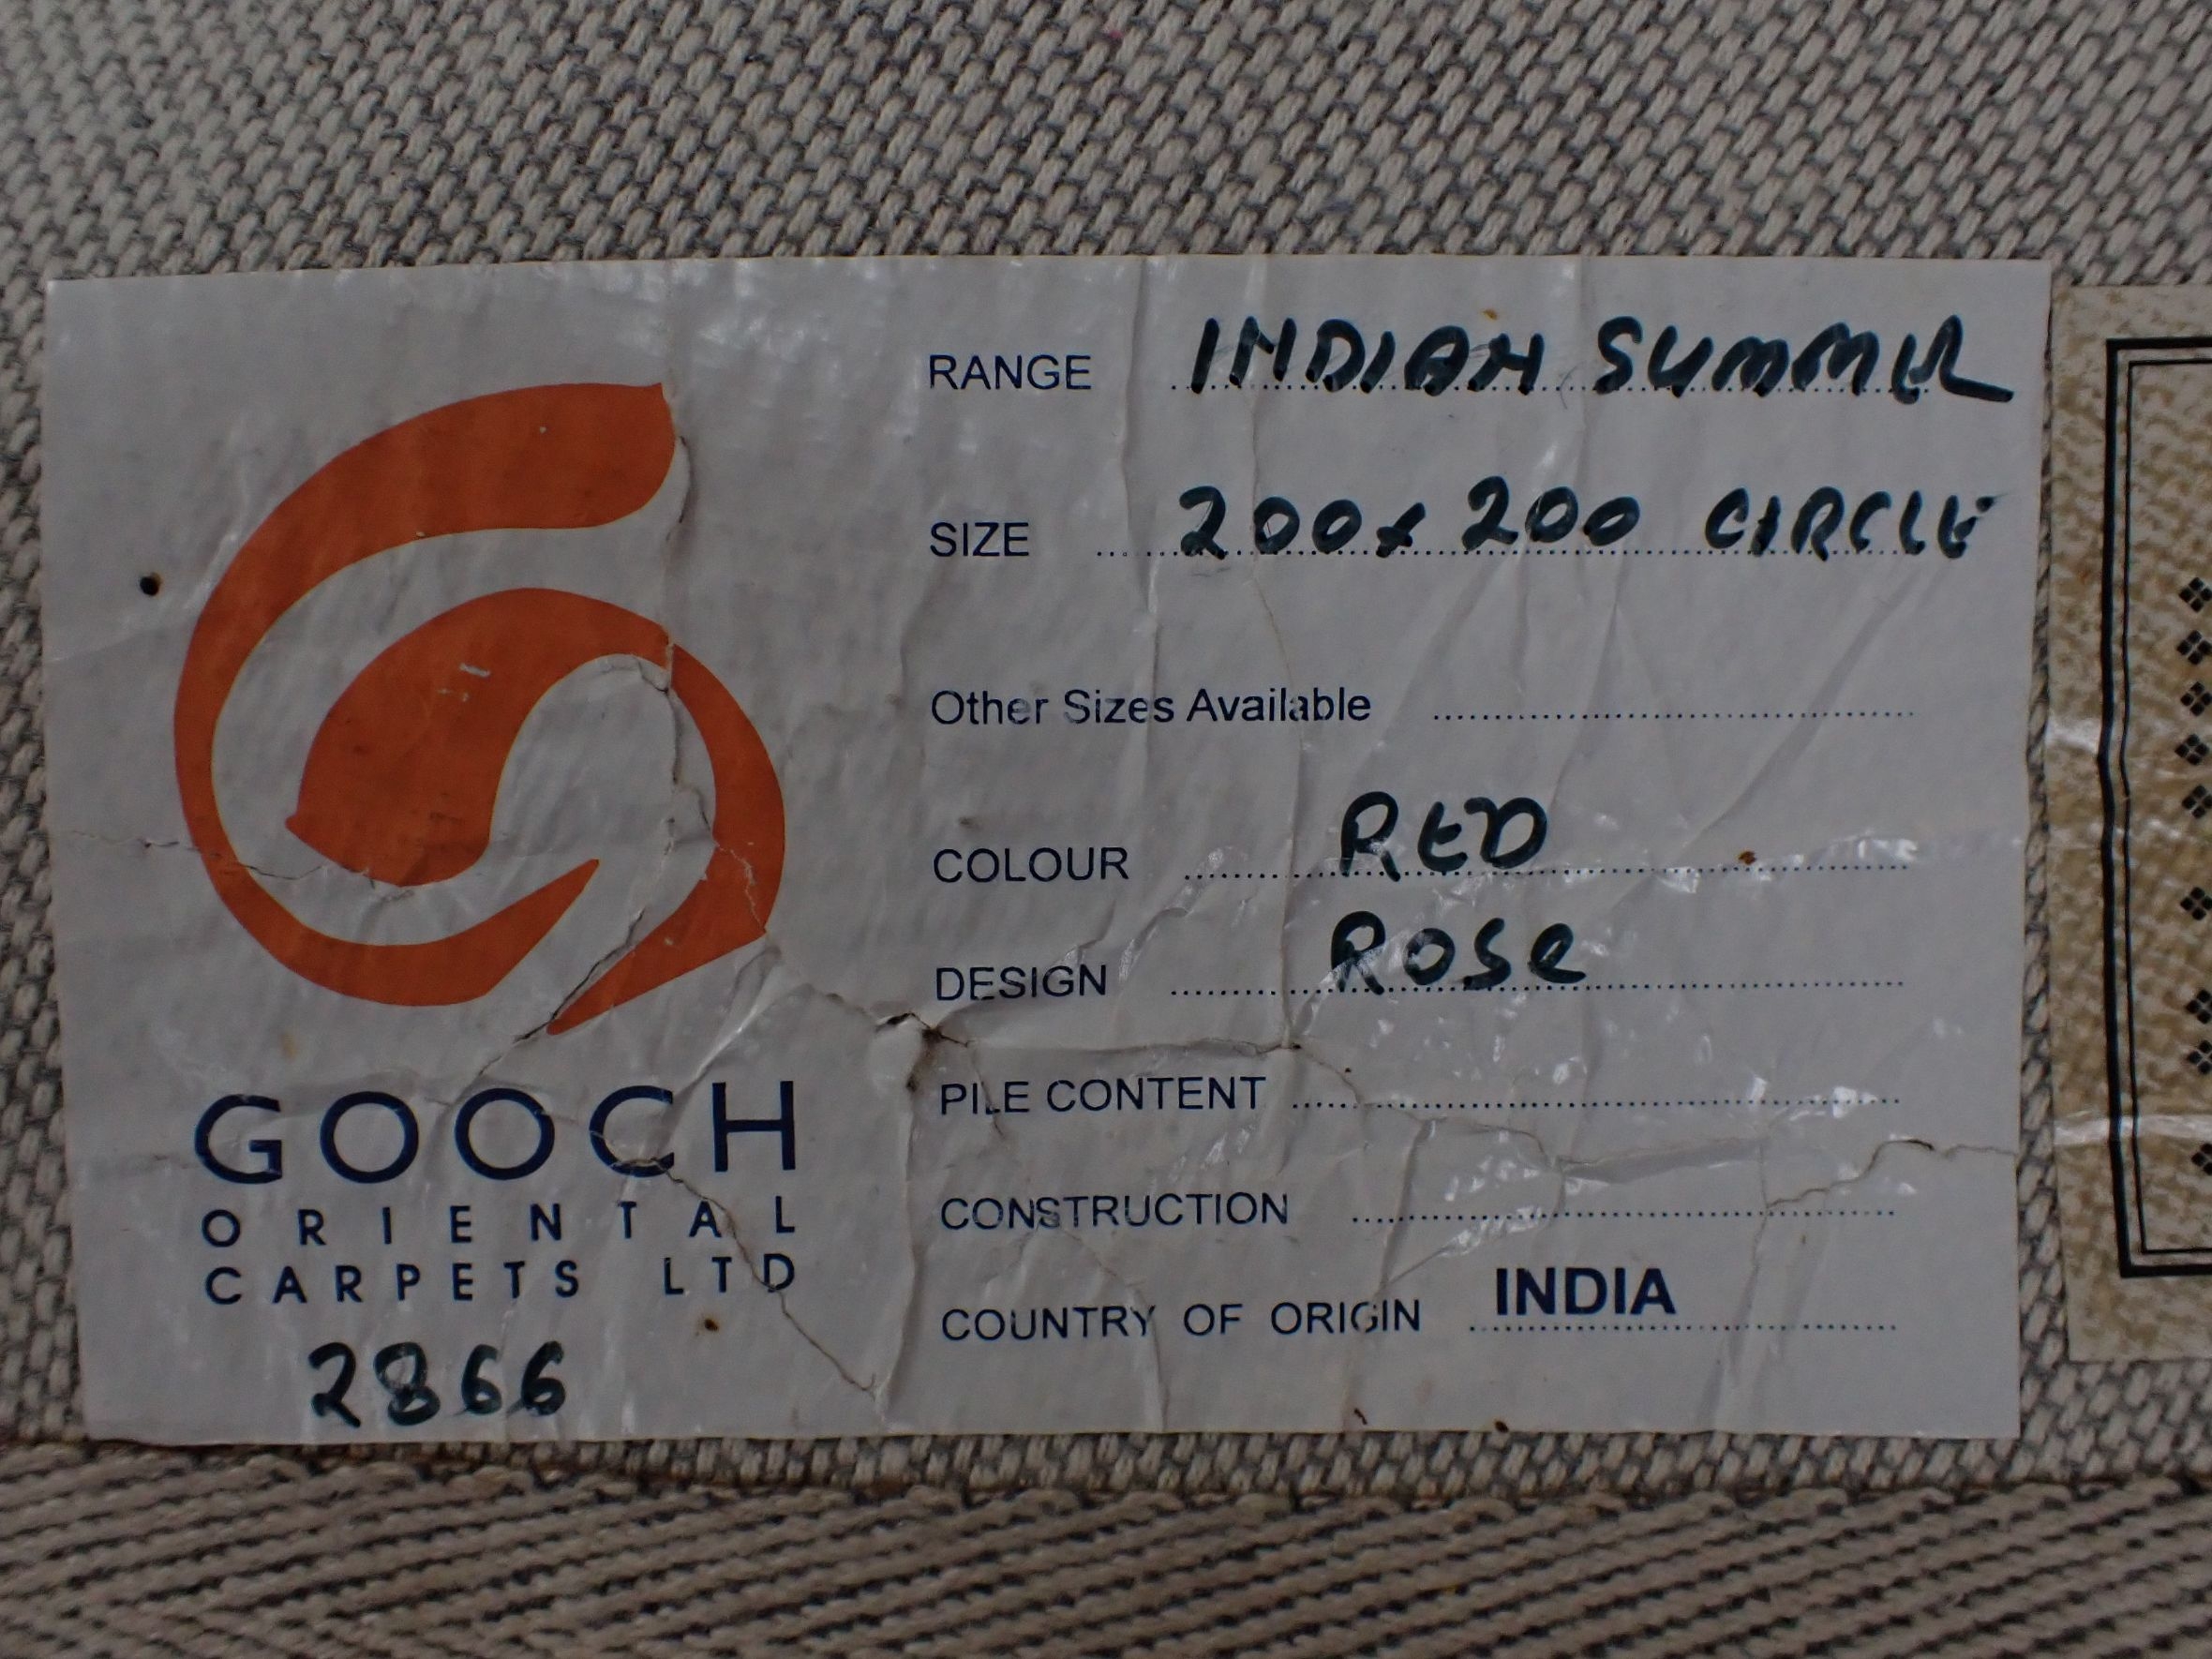 RANGE INDIAN SUMMER
SIZE 200x200 CIRCLE
Other Sizes Available
COLOUR RED
DESIGN ROSe
PILE CONTENT
CONSTRUCTION
COUNTRY OF ORIGIN INDIA
GOOCH
ORIENTAL
CARPETS LTD
2866